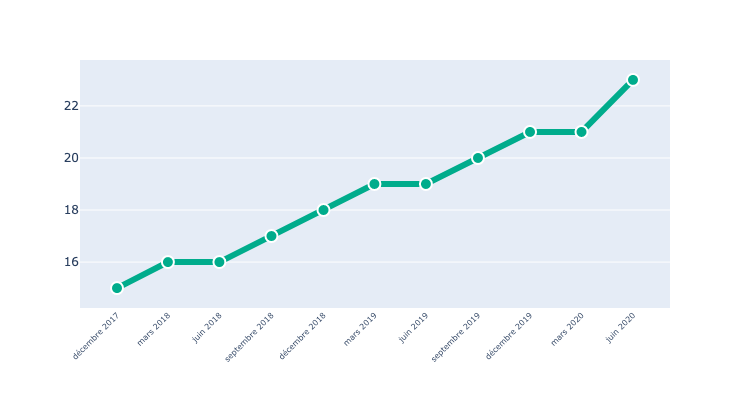 22
20
18
16
décembre 2017
mars 2018
juin 2018
septembre 2018
décembre 2018
mars 2019
juin 2019
septembre 2019
décembre 2019
mars 2020
juin 2020